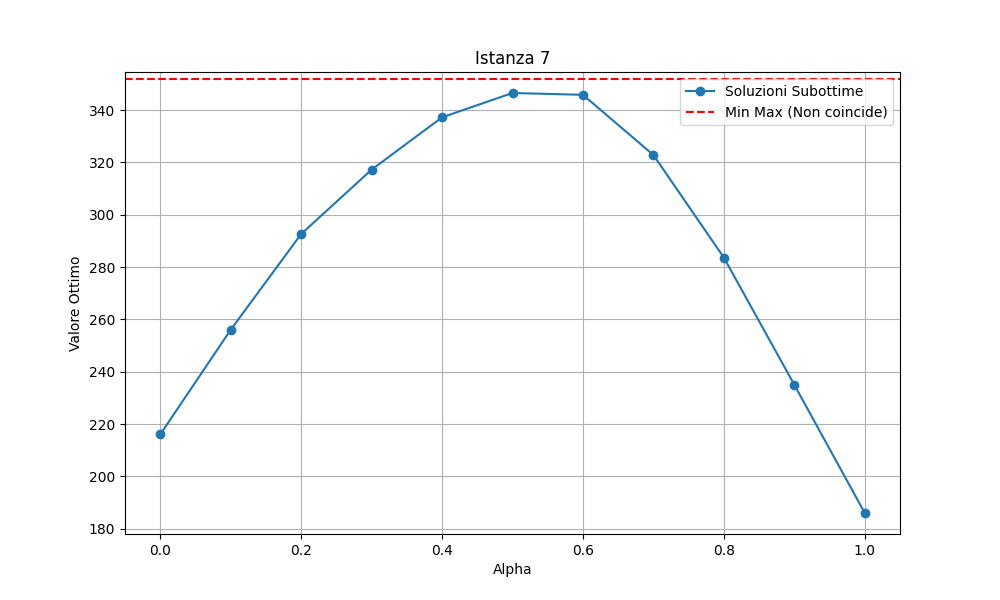 Istanza 7
Soluzioni Subottime
Min Max (Non coincide)
Valore Ottimo
340
320
300
280
260
240
220
200
180
0.0 0.2 0.4 0.6 0.8 1.0
Alpha